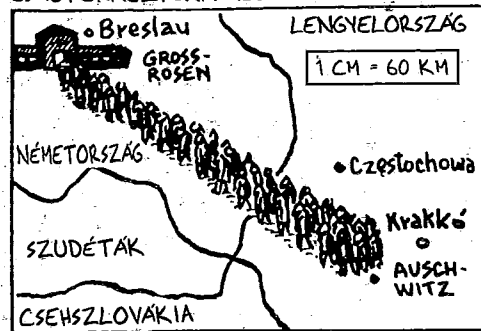 Breslau
GROSS-
ROSEN
LENGYELORSZÁG
1 CM = 60 KM
NÉMETORSZÁG
Częstochowa
Krakkó
SZUDÉTÁK
AUSCH-
WITZ
CSEHSZLOVÁKIA